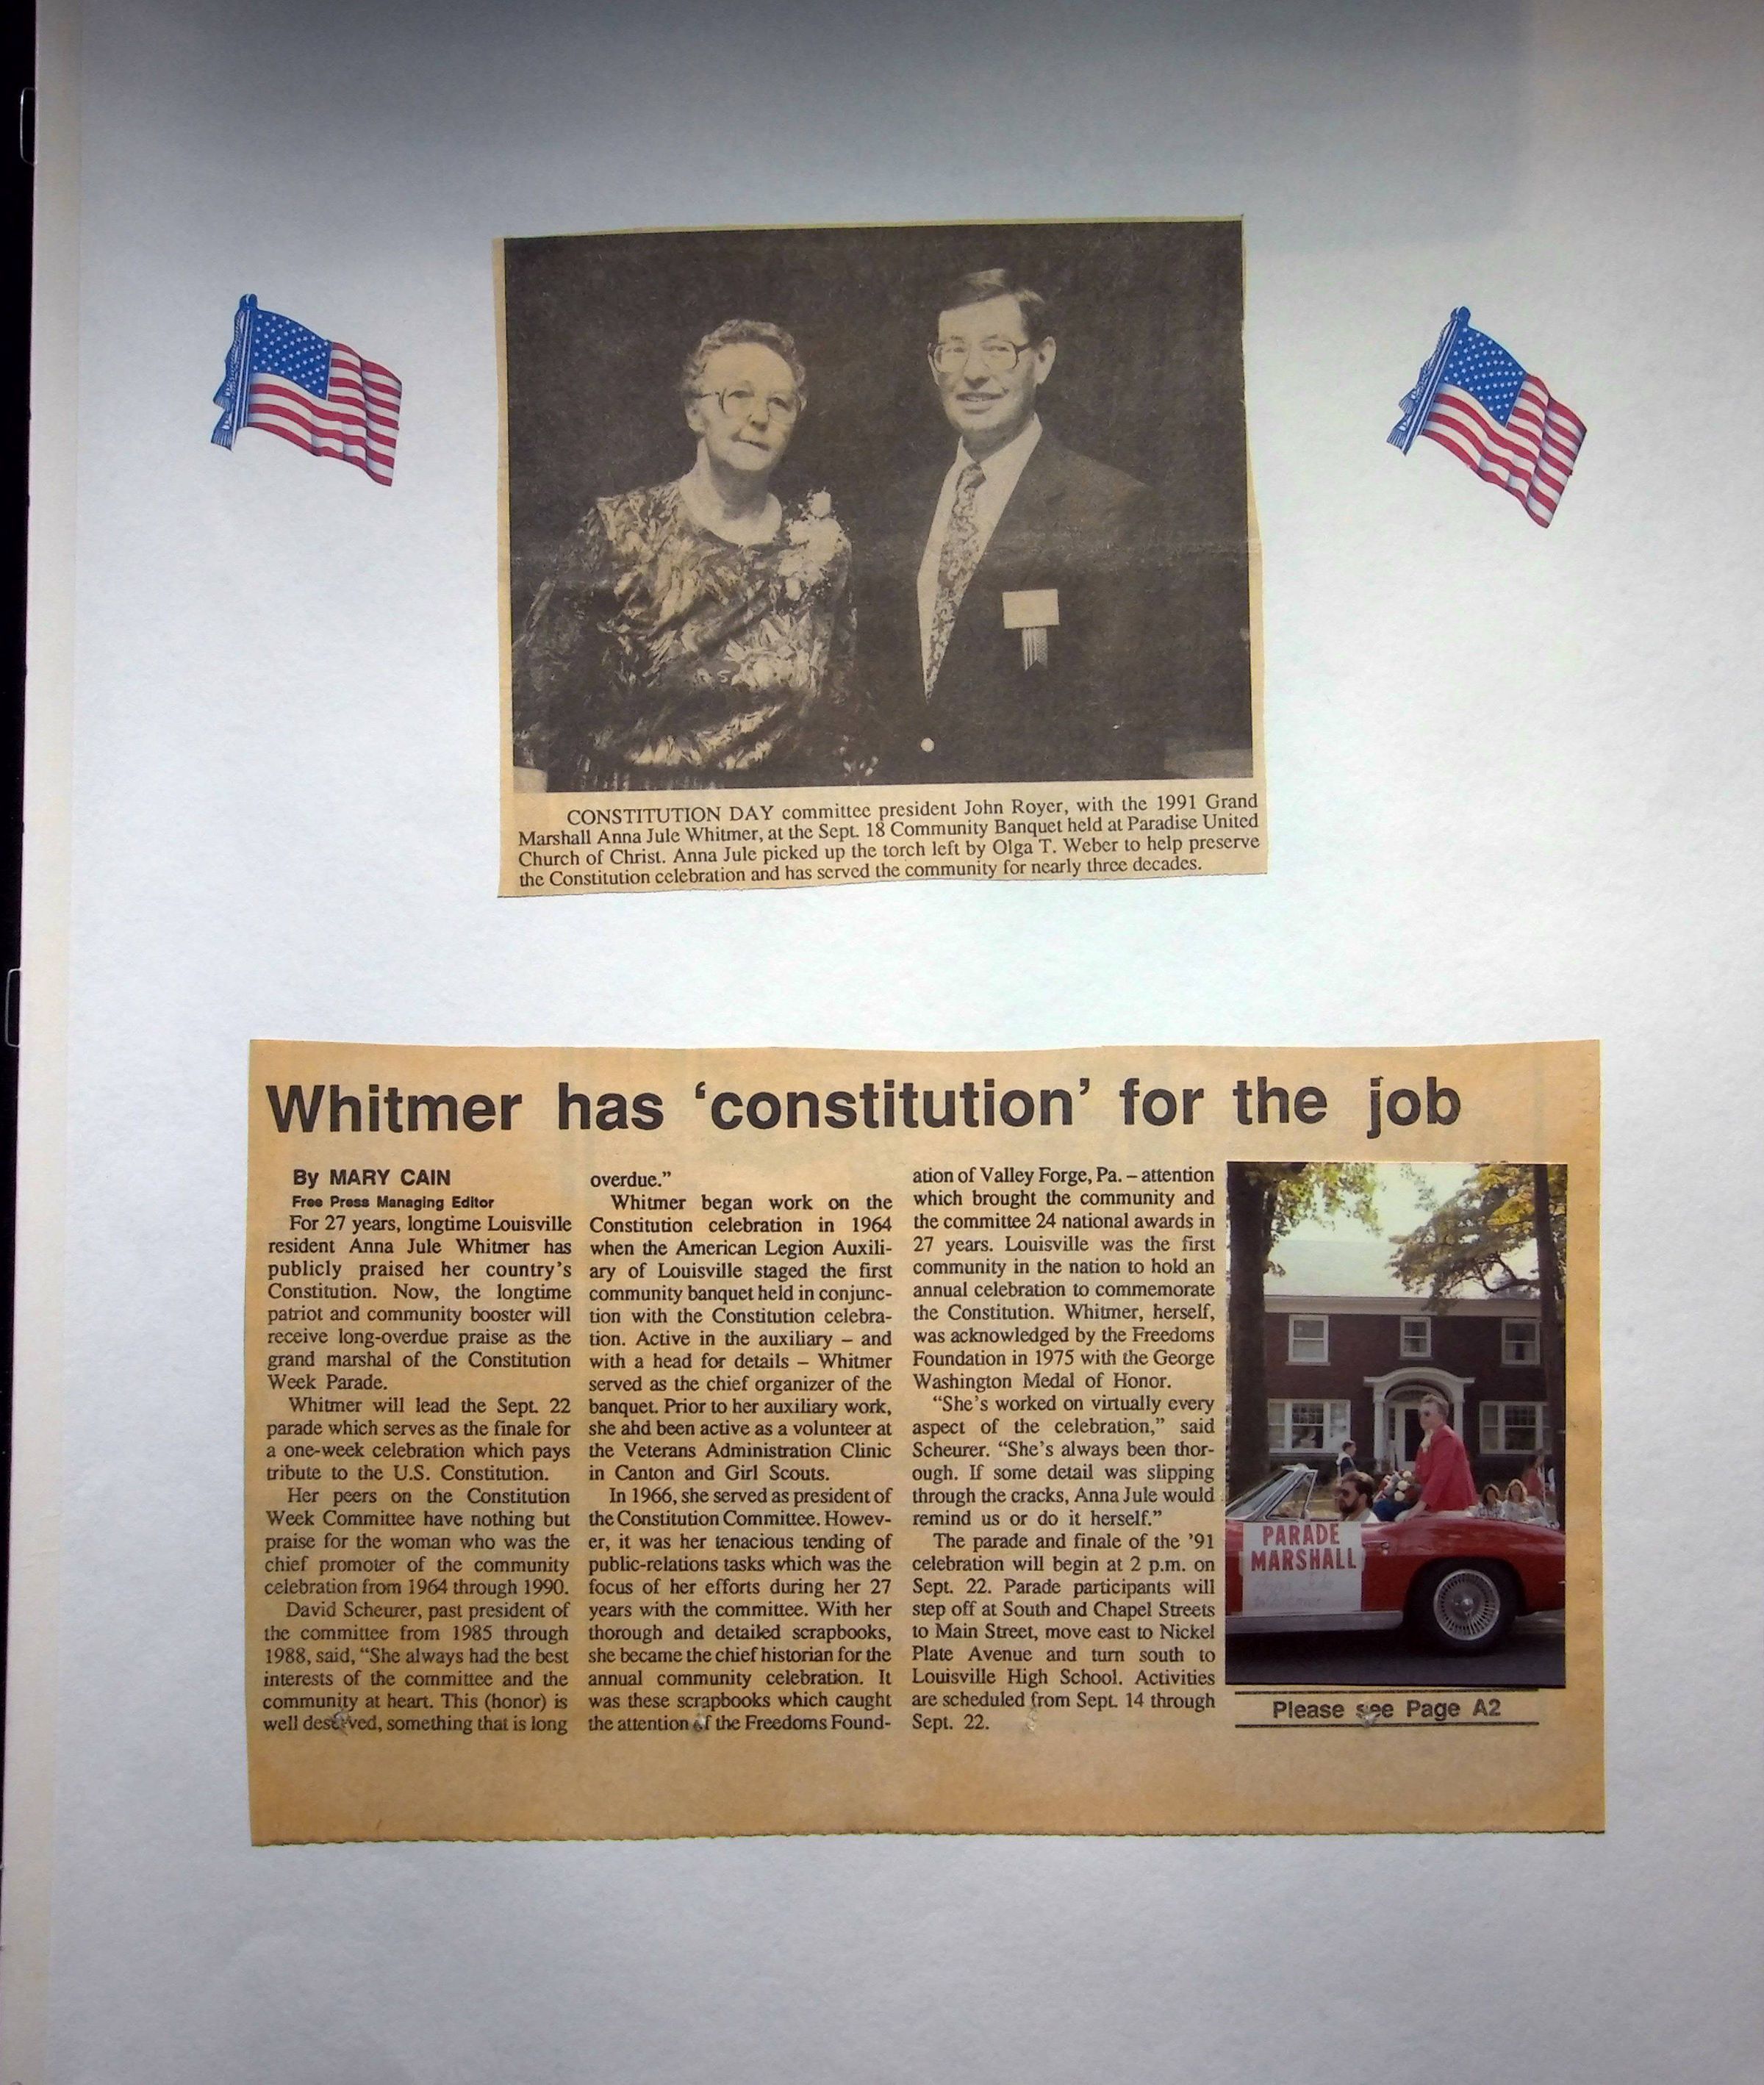 CONSTITUTION DAY committee president John Royer, with the 1991 Grand
Marshall Anna Jule Whitmer, at the Sept. 18 Community Banquet held at Paradise United
Church of Christ. Anna Jule picked up the torch left by Olga T. Weber to help preserve
the Constitution celebration and has served the community for nearly three decades.
Whitmer has ‘constitution’ for the job
By MARY CAIN
Free Press Managing Editor
For 27 years, longtime Louisville
resident Anna Jule Whitmer has
publicly praised her country’s
Constitution. Now, the longtime
patriot and community booster will
receive long-overdue praise as the
grand marshal of the Constitution
Week Parade.
Whitmer will lead the Sept. 22
parade which serves as the finale for
a one-week celebration which pays
tribute to the U.S. Constitution.
Her peers on the Constitution
Week Committee have nothing but
praise for the woman who was the
chief promoter of the community
celebration from 1964 through 1990.
David Scheurer, past president of
the committee from 1985 through
1988, said, “She always had the best
interests of the committee and the
community at heart. This (honor) is
well deserved, something that is long
overdue.”
Whitmer began work on the
Constitution celebration in 1964
when the American Legion Auxili-
ary of Louisville staged the first
community banquet held in conjunc-
tion with the Constitution celebra-
tion. Active in the auxiliary – and
with a head for details – Whitmer
served as the chief organizer of the
banquet. Prior to her auxiliary work,
she ahd been active as a volunteer at
the Veterans Administration Clinic
in Canton and Girl Scouts.
In 1966, she served as president of
the Constitution Committee. Howev-
er, it was her tenacious tending of
public-relations tasks which was the
focus of her efforts during her 27
years with the committee. With her
thorough and detailed scrapbooks,
she became the chief historian for the
annual community celebration. It
was these scrapbooks which caught
the attention of the Freedoms Found-
ation of Valley Forge, Pa. – attention
which brought the community and
the committee 24 national awards in
27 years. Louisville was the first
community in the nation to hold an
annual celebration to commemorate
the Constitution. Whitmer, herself,
was acknowledged by the Freedoms
Foundation in 1975 with the George
Washington Medal of Honor.
“She’s worked on virtually every
aspect of the celebration,” said
Scheurer. “She’s always been thor-
ough. If some detail was slipping
through the cracks, Anna Jule would
remind us or do it herself.”
The parade and finale of the ’91
celebration will begin at 2 p.m. on
Sept. 22. Parade participants will
step off at South and Chapel Streets
to Main Street, move east to Nickel
Plate Avenue and turn south to
Louisville High School. Activities
are scheduled from Sept. 14 through
Sept. 22.
PARADE
MARSHALL
Please see Page A2